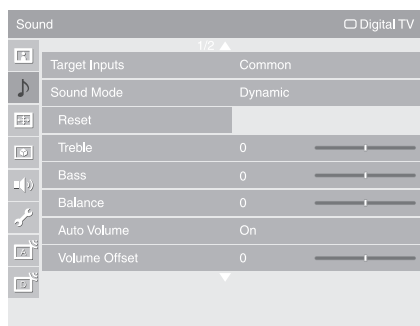 Sound Digital TV
1/2
Target Inputs Common
Sound Mode Dynamic
Reset
Treble 0
Bass 0
Balance 0
Auto Volume On
Volume Offset 0
A
D